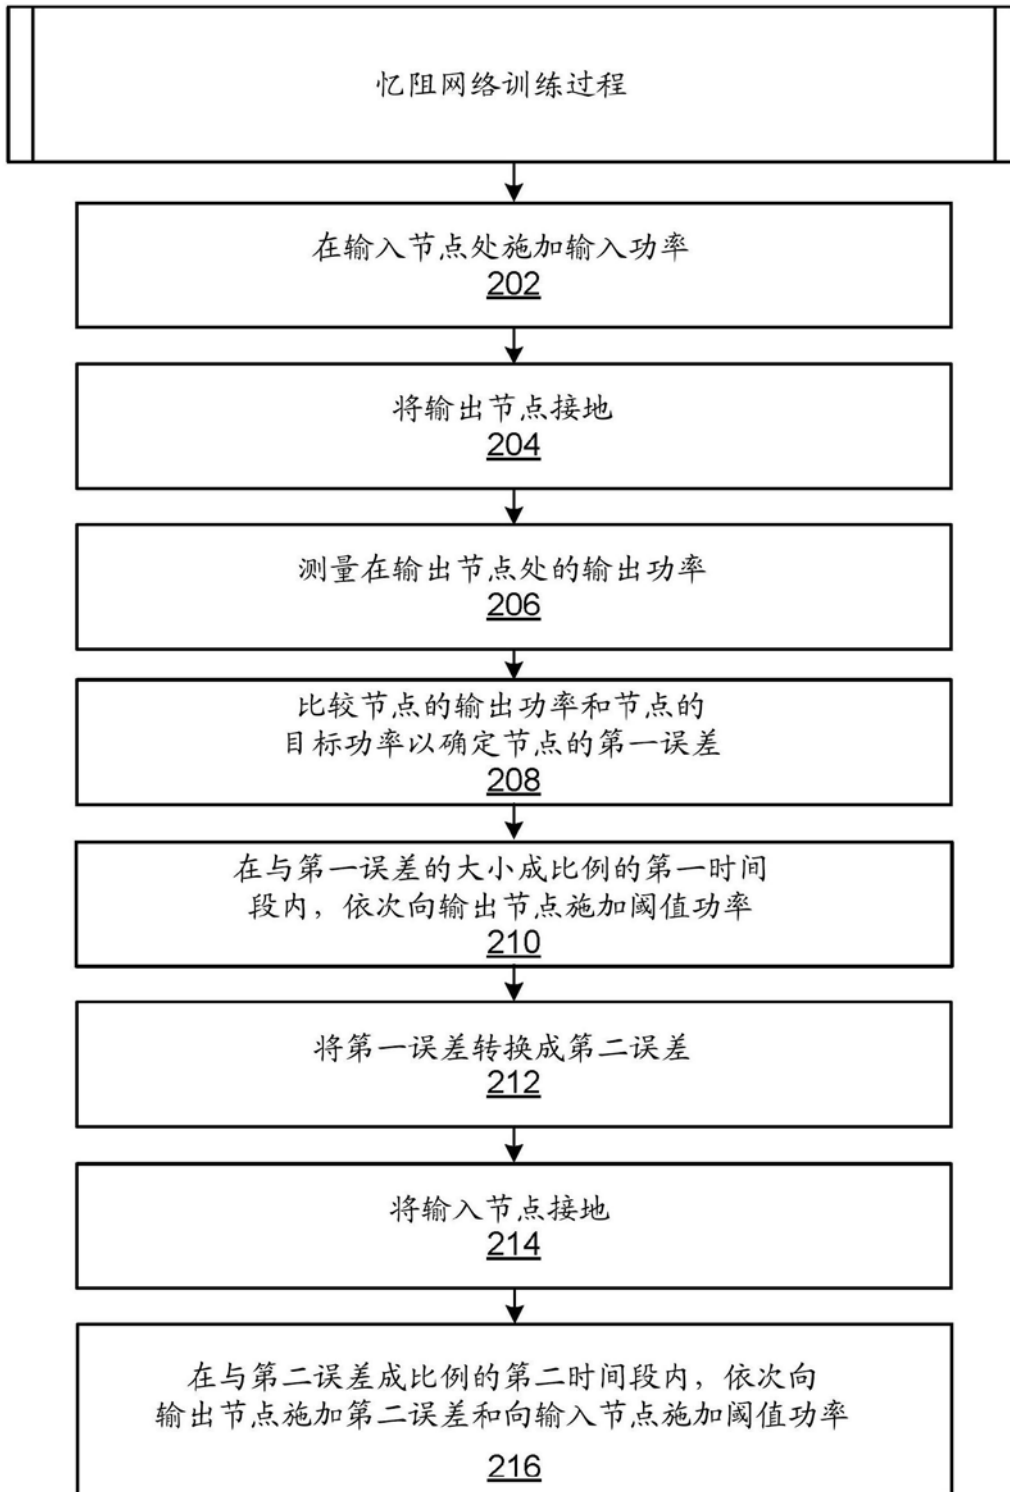 忆阻网络训练过程
在输入节点处施加输入功率
202
将输出节点接地
204
测量在输出节点处的输出功率
206
比较节点的输出功率和节点的
目标功率以确定节点的第一误差
208
在与第一误差的大小成比例的第一时间
段内，依次向输出节点施加阈值功率
210
将第一误差转换成第二误差
212
将输入节点接地
214
在与第二误差成比例的第二时间段内，依次向
输出节点施加第二误差和向输入节点施加阈值功率
216